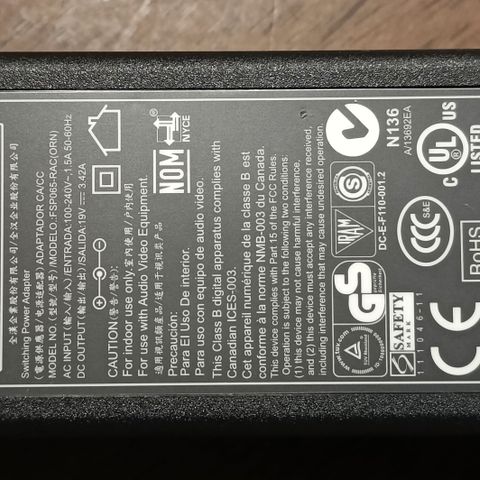 全漢企業股份有限公司/全汉企业股份有限公司
Switching Power Adapter
(電源供應器/电源适配器) ADAPTADOR CA/CC
MODEL NO. (型號/型号)/MODELO:FSP065-RAC(ORN)
AC INPUT (輸入/输入)/ENTRADA:100-240V~,1.5A 50-60Hz
DC OUTPUT (輸出/输出)/SALIDA:19V⎓3.42A
CAUTION:(警告/警告)
For indoor use only.室內使用/户内使用
For use with Audio Video Equipment.
適用視訊類產品/适用于视讯类产品
Precaución:
Para El Uso De Interior.
Para uso con equipo de audio video.
This Class B digital apparatus complies with
Canadian ICES-003.
Cet appareil numérique de la classe B est
conforme à la norme NMB-003 du Canada.
This device complies with Part 15 of the FCC Rules.
Operation is subject to the following two conditions:
(1) this device may not cause harmful interference,
and (2) this device must accept any interference received,
including interference that may cause undesired operation.
NOM
NYCE
GS
IRAM
S
DC-E-F110-001.2
SAFETY
MARK
111046-11
N136
A/13692EA
CCC
S&E
CE
c UL US
LISTED
RoHS